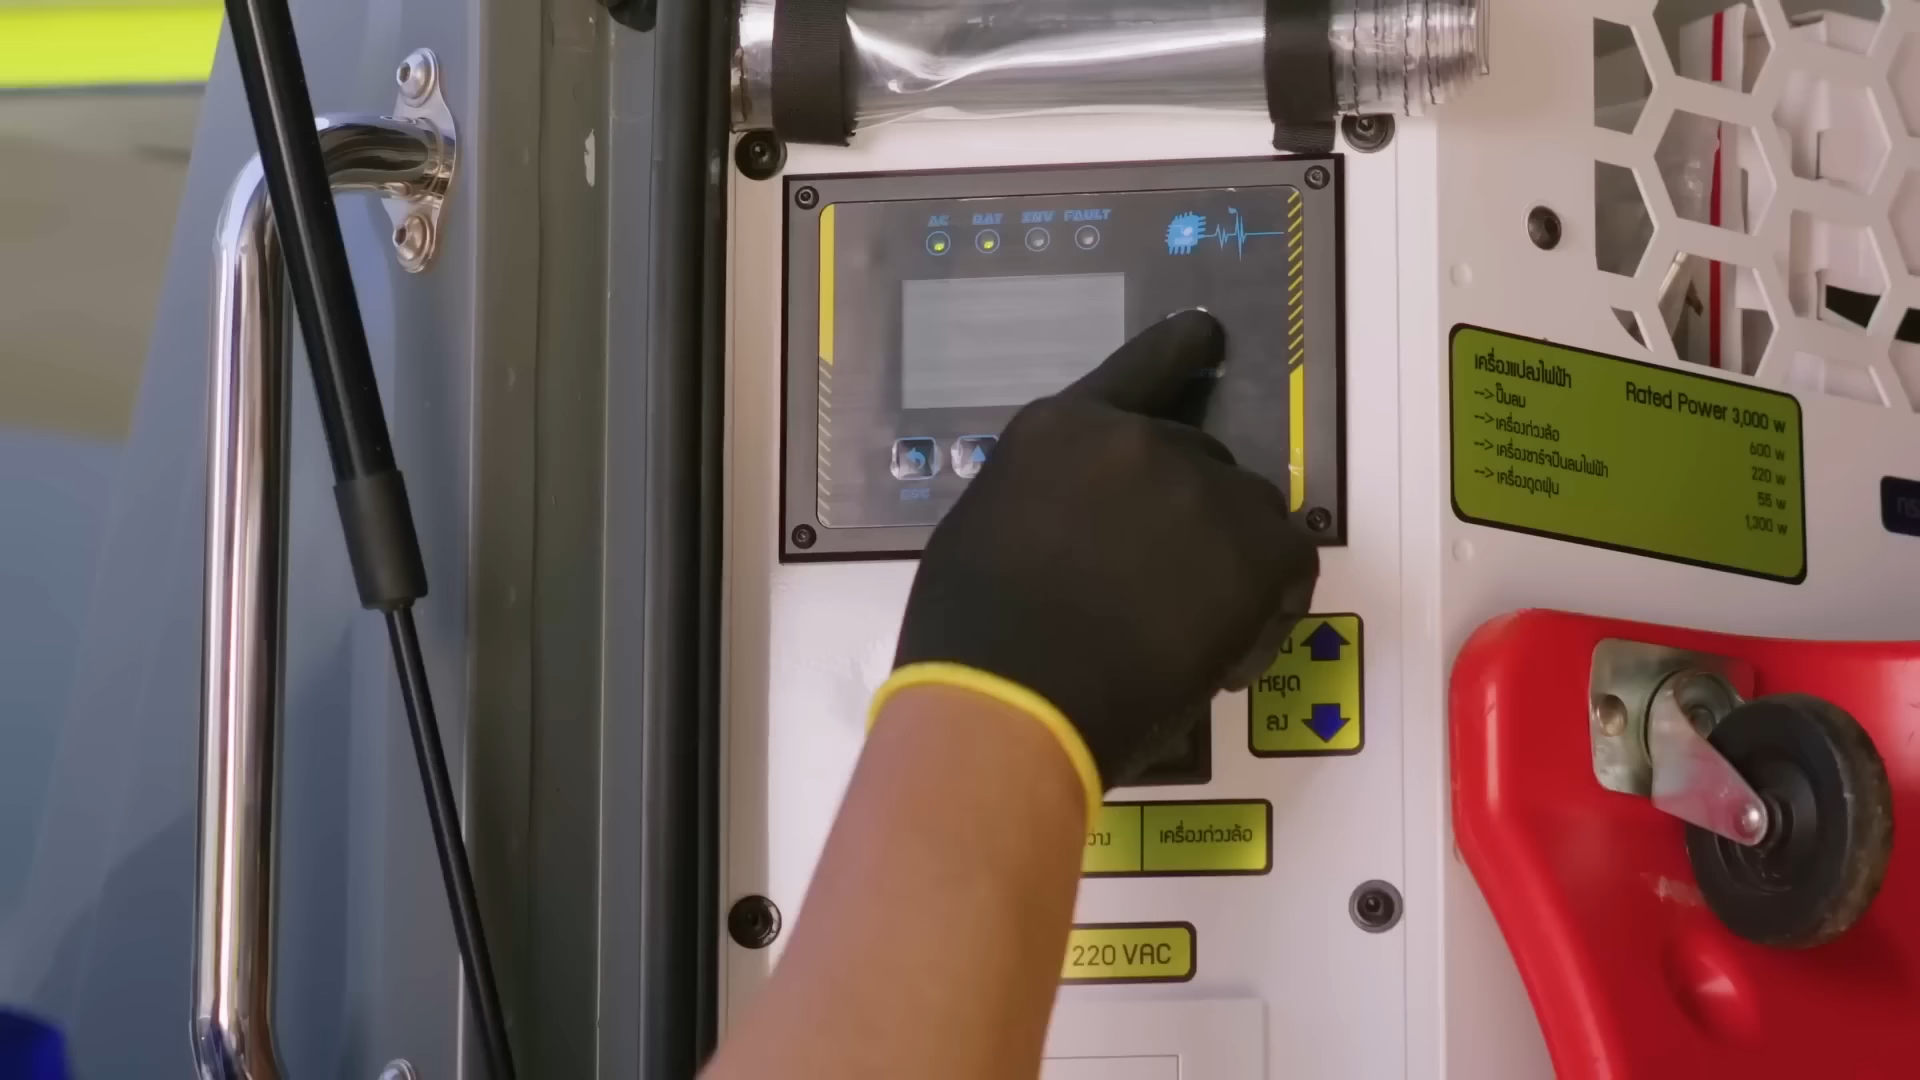 AC BAT INV FAULT
ESC
เครื่องแปลงไฟฟ้า Rated Power 3,000 w
-->ปั๊มลม 600 w
-->เครื่องถ่วงล้อ 220 w
-->เครื่องชาร์จปืนลมไฟฟ้า 55 w
-->เครื่องดูดฝุ่น 1,300 w
หยุด
ลง
เครื่องถ่วงล้อ
220 VAC